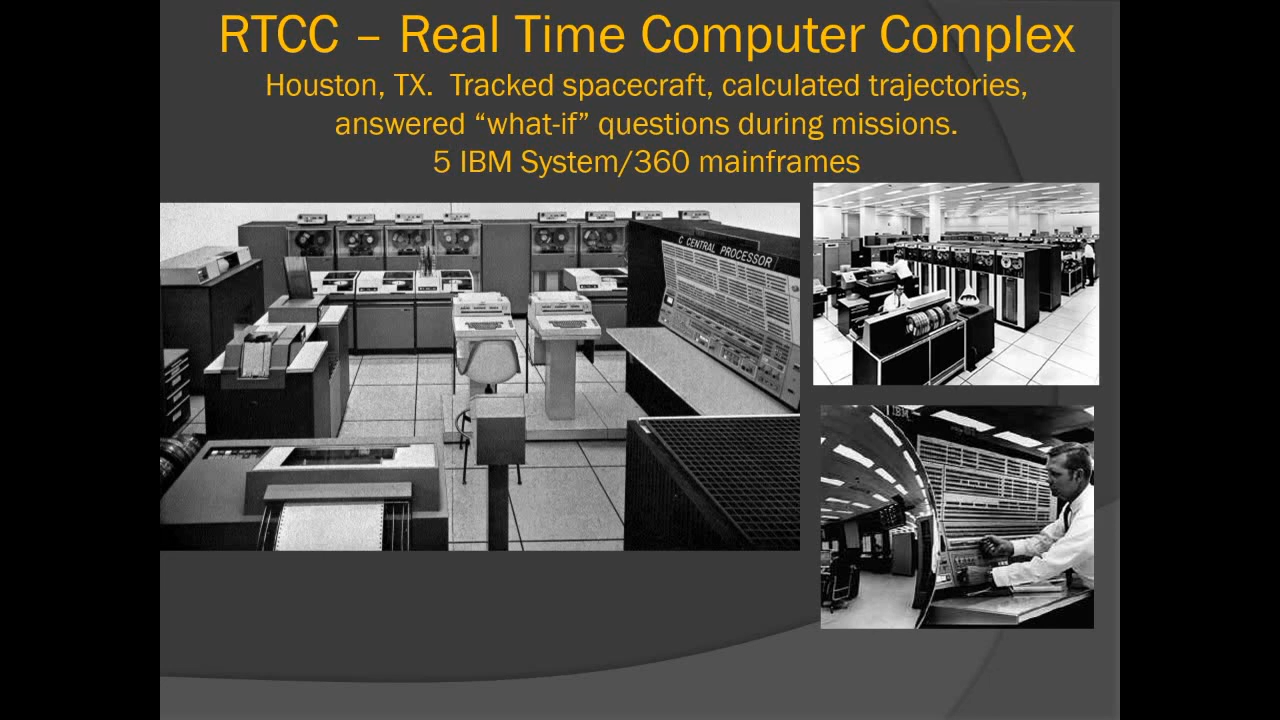 RTCC – Real Time Computer Complex
Houston, TX.  Tracked spacecraft, calculated trajectories,
answered “what-if” questions during missions.
5 IBM System/360 mainframes
C CENTRAL PROCESSOR
IBM